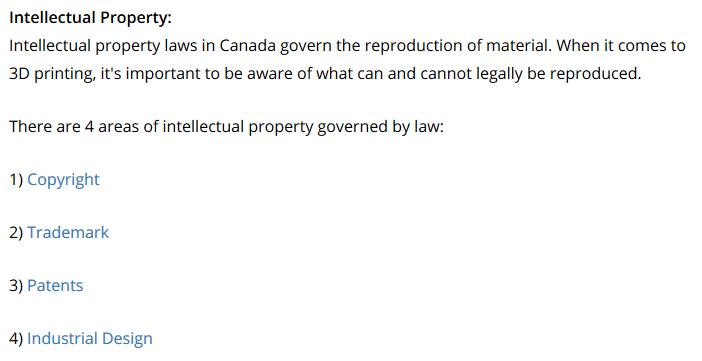 Intellectual Property:
Intellectual property laws in Canada govern the reproduction of material. When it comes to
3D printing, it's important to be aware of what can and cannot legally be reproduced.
There are 4 areas of intellectual property governed by law:
1) Copyright
2) Trademark
3) Patents
4) Industrial Design